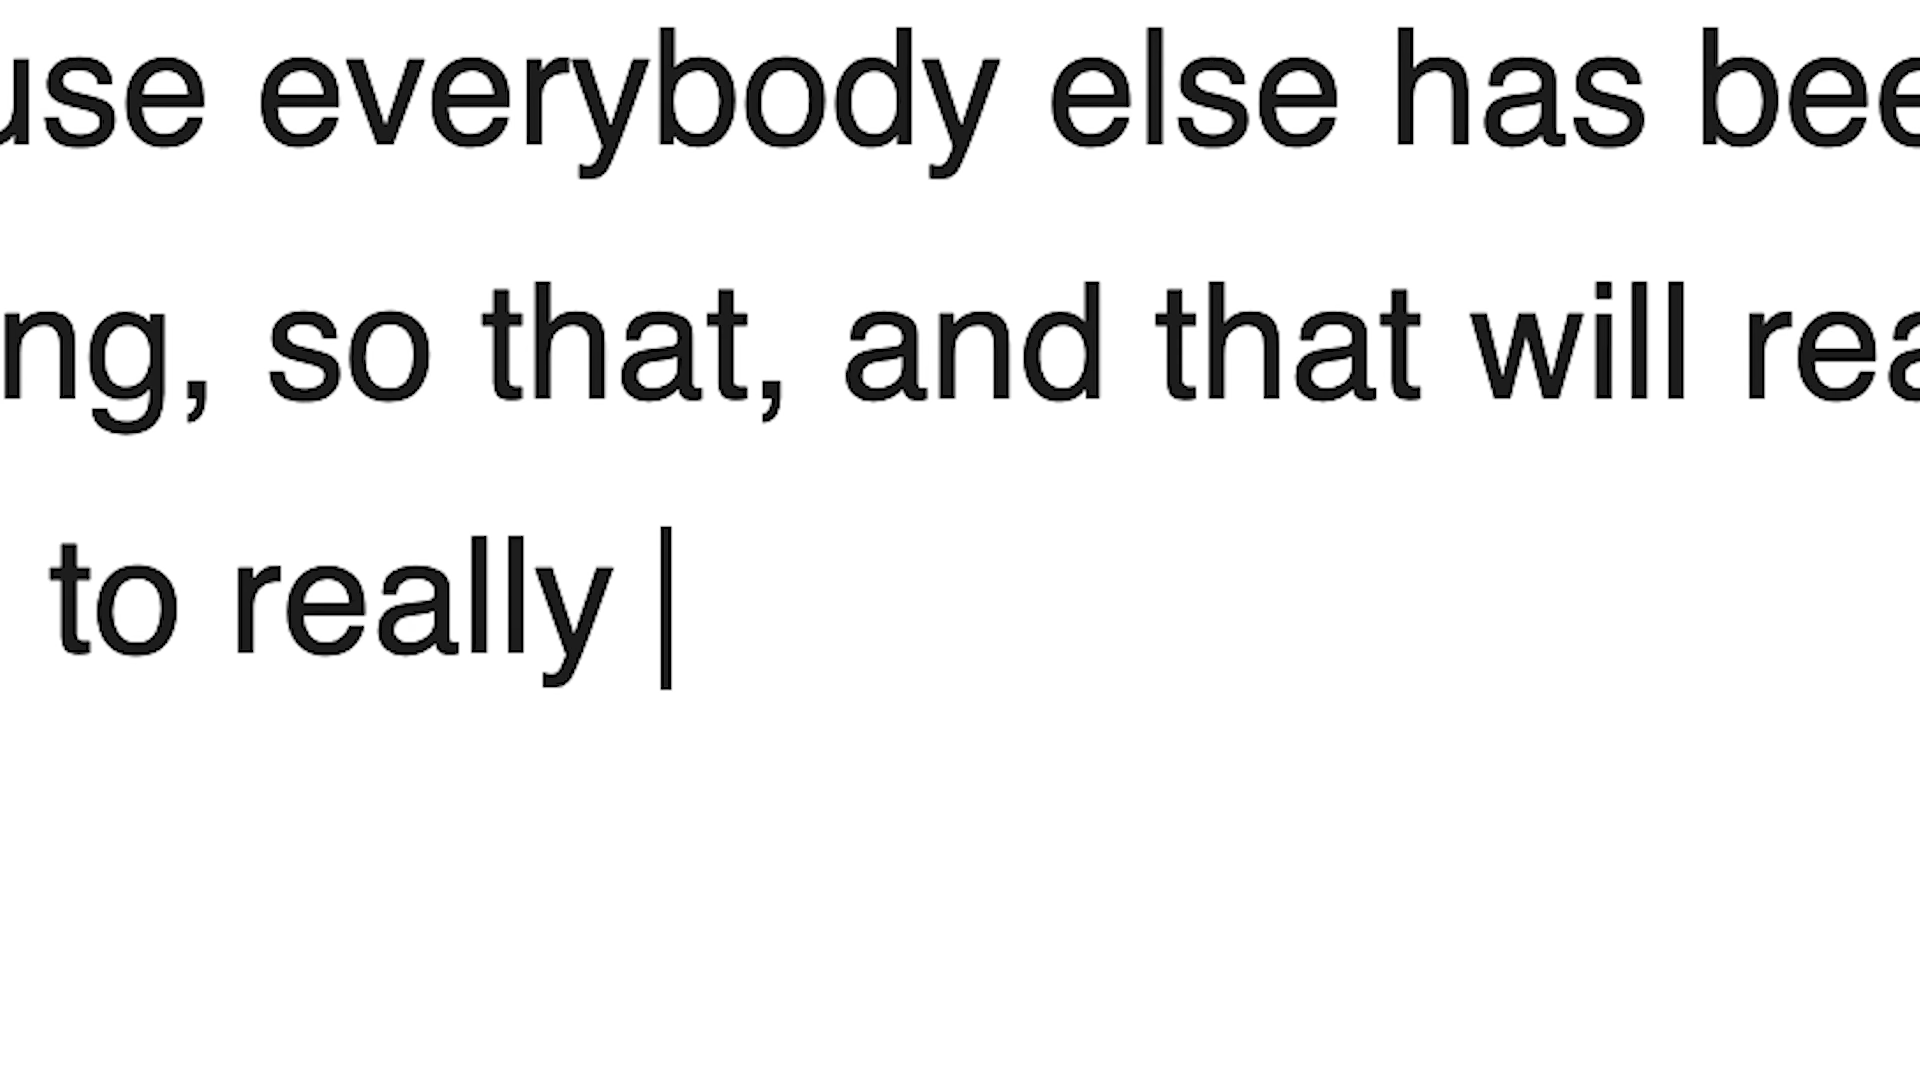 use everybody else has bee
ng, so that, and that will rea
to really